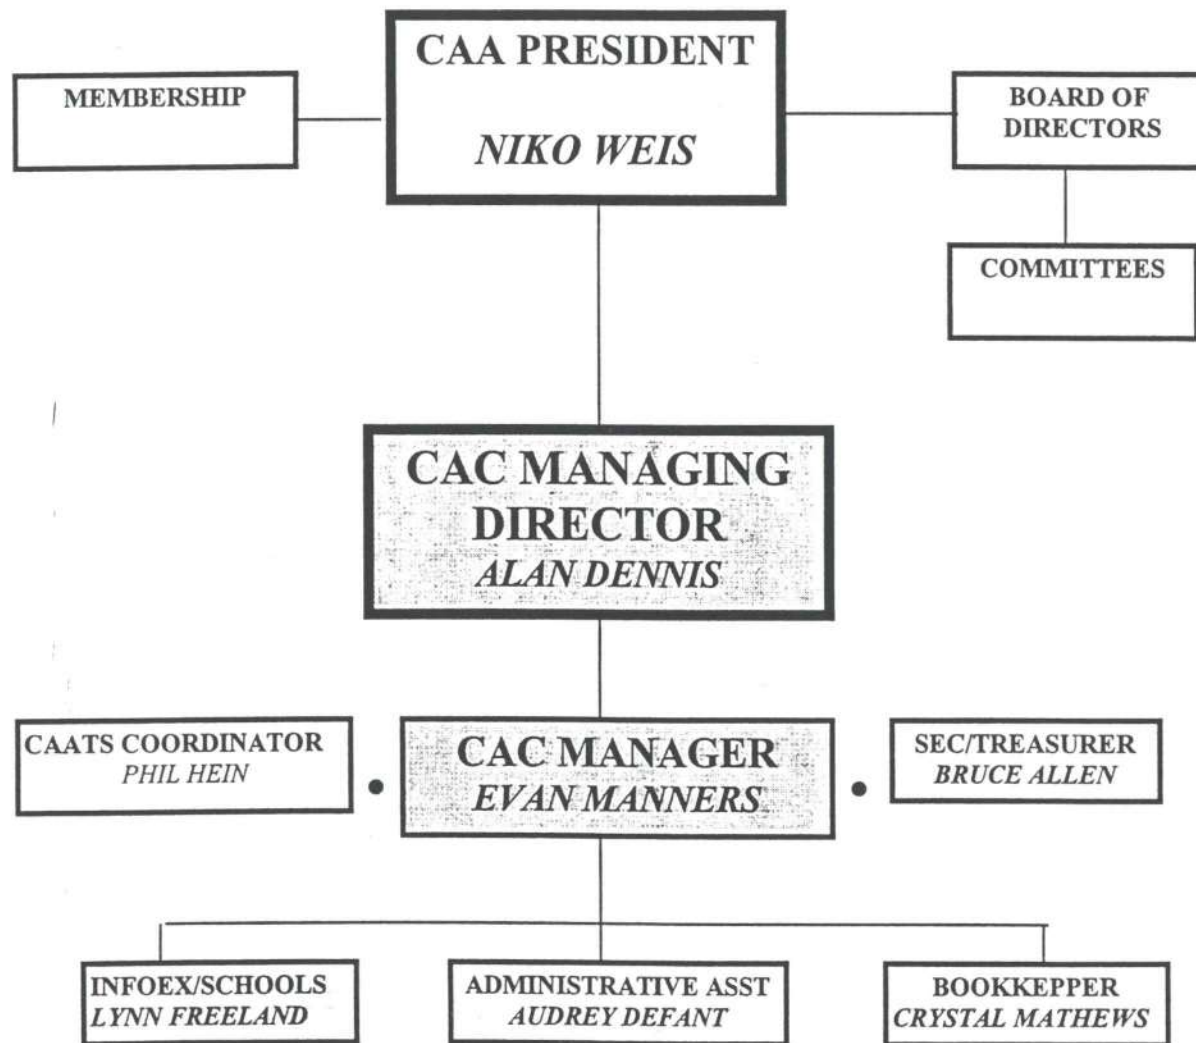 CAA PRESIDENT
NIKO WEIS
MEMBERSHIP
BOARD OF
DIRECTORS
COMMITTEES
CAC MANAGING
DIRECTOR
ALAN DENNIS
CAATS COORDINATOR
PHIL HEIN
CAC MANAGER
EVAN MANNERS
SEC/TREASURER
BRUCE ALLEN
INFOEX/SCHOOLS
LYNN FREELAND
ADMINISTRATIVE ASST
AUDREY DEFANT
BOOKKEPPER
CRYSTAL MATHEWS